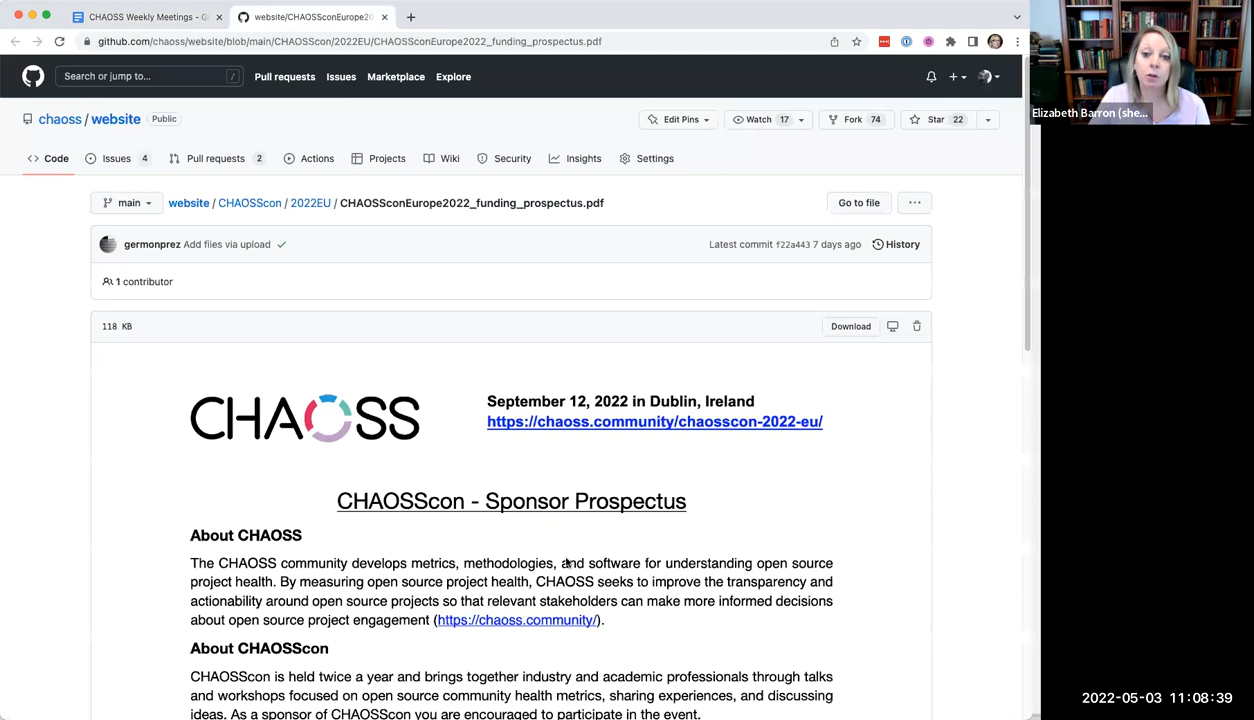 CHAOSS Weekly Meetings - G
website/CHAOSSconEurope20
github.com/chaoss/website/blob/main/CHAOSScon/2022EU/CHAOSSconEurope2022_funding_prospectus.pdf
Search or jump to...
/
Pull requests
Issues
Marketplace
Explore
Elizabeth Barron (she...
chaoss / website
Public
Edit Pins
Watch 17
Fork 74
Star 22
Code
Issues 4
Pull requests 2
Actions
Projects
Wiki
Security
Insights
Settings
main
website / CHAOSScon / 2022EU / CHAOSSconEurope2022_funding_prospectus.pdf
Go to file
...
germonprez Add files via upload
Latest commit f22a443 7 days ago
History
1 contributor
118 KB
Download
CHAOSS
September 12, 2022 in Dublin, Ireland
https://chaoss.community/chaosscon-2022-eu/
CHAOSScon - Sponsor Prospectus
About CHAOSS
The CHAOSS community develops metrics, methodologies, and software for understanding open source
project health. By measuring open source project health, CHAOSS seeks to improve the transparency and
actionability around open source projects so that relevant stakeholders can make more informed decisions
about open source project engagement (https://chaoss.community/).
About CHAOSScon
CHAOSScon is held twice a year and brings together industry and academic professionals through talks
and workshops focused on open source community health metrics, sharing experiences, and discussing
ideas. As a sponsor of CHAOSScon you are encouraged to participate in the event.
2022-05-03 11:08:39